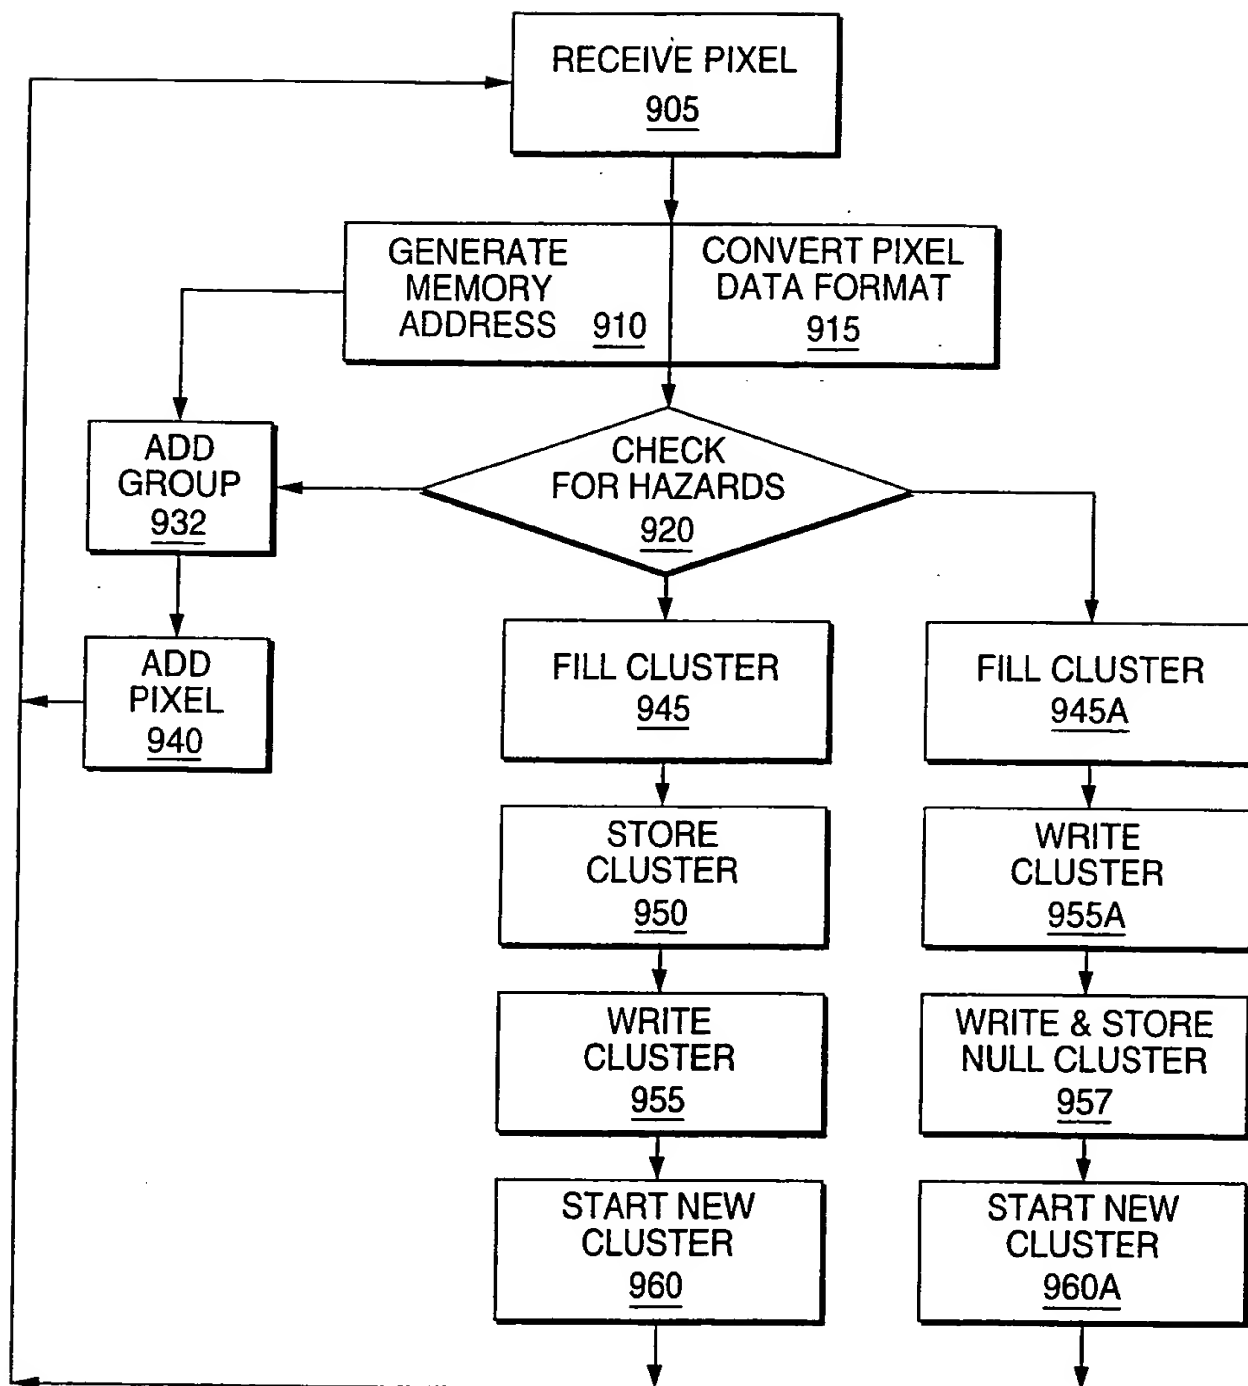 RECEIVE PIXEL
905
GENERATE
MEMORY
ADDRESS 910
CONVERT PIXEL
DATA FORMAT
915
ADD
GROUP
932
CHECK
FOR HAZARDS
920
ADD
PIXEL
940
FILL CLUSTER
945
FILL CLUSTER
945A
STORE
CLUSTER
950
WRITE
CLUSTER
955A
WRITE
CLUSTER
955
WRITE & STORE
NULL CLUSTER
957
START NEW
CLUSTER
960
START NEW
CLUSTER
960A